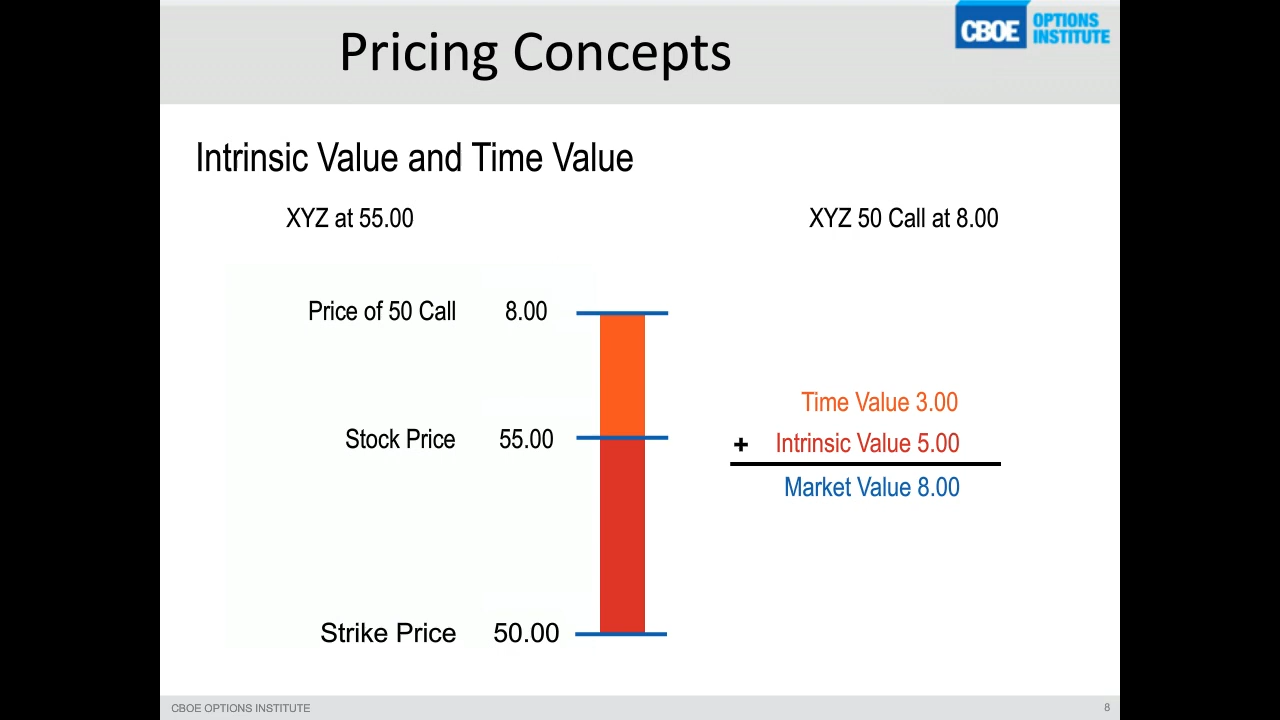 Pricing Concepts
CBOE OPTIONS INSTITUTE
Intrinsic Value and Time Value
XYZ at 55.00
XYZ 50 Call at 8.00
Price of 50 Call 8.00
Time Value 3.00
Stock Price 55.00
+ Intrinsic Value 5.00
Market Value 8.00
Strike Price 50.00
CBOE OPTIONS INSTITUTE
8